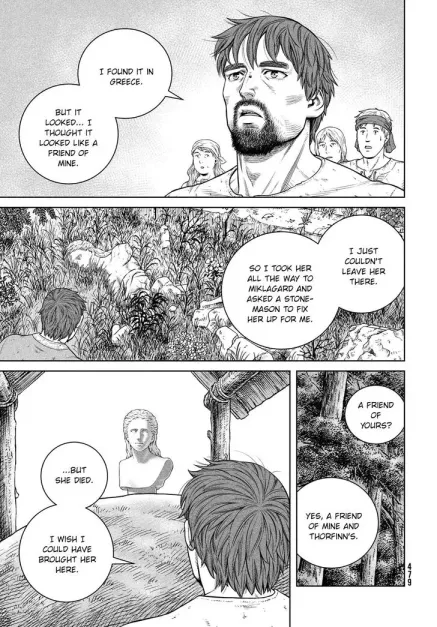 I FOUND IT IN
GREECE.
BUT IT
LOOKED... I
THOUGHT IT
LOOKED LIKE A
FRIEND OF
MINE.
I JUST
COULDN'T
LEAVE HER
THERE.
SO I TOOK HER
ALL THE WAY TO
MIKLAGARD AND
ASKED A STONE-
MASON TO FIX
HER UP FOR ME.
A FRIEND
OF
YOURS?
YES, A FRIEND
OF MINE AND
THORFINN'S.
...BUT
SHE DIED.
I WISH I
COULD HAVE
BROUGHT HER
HERE.
479